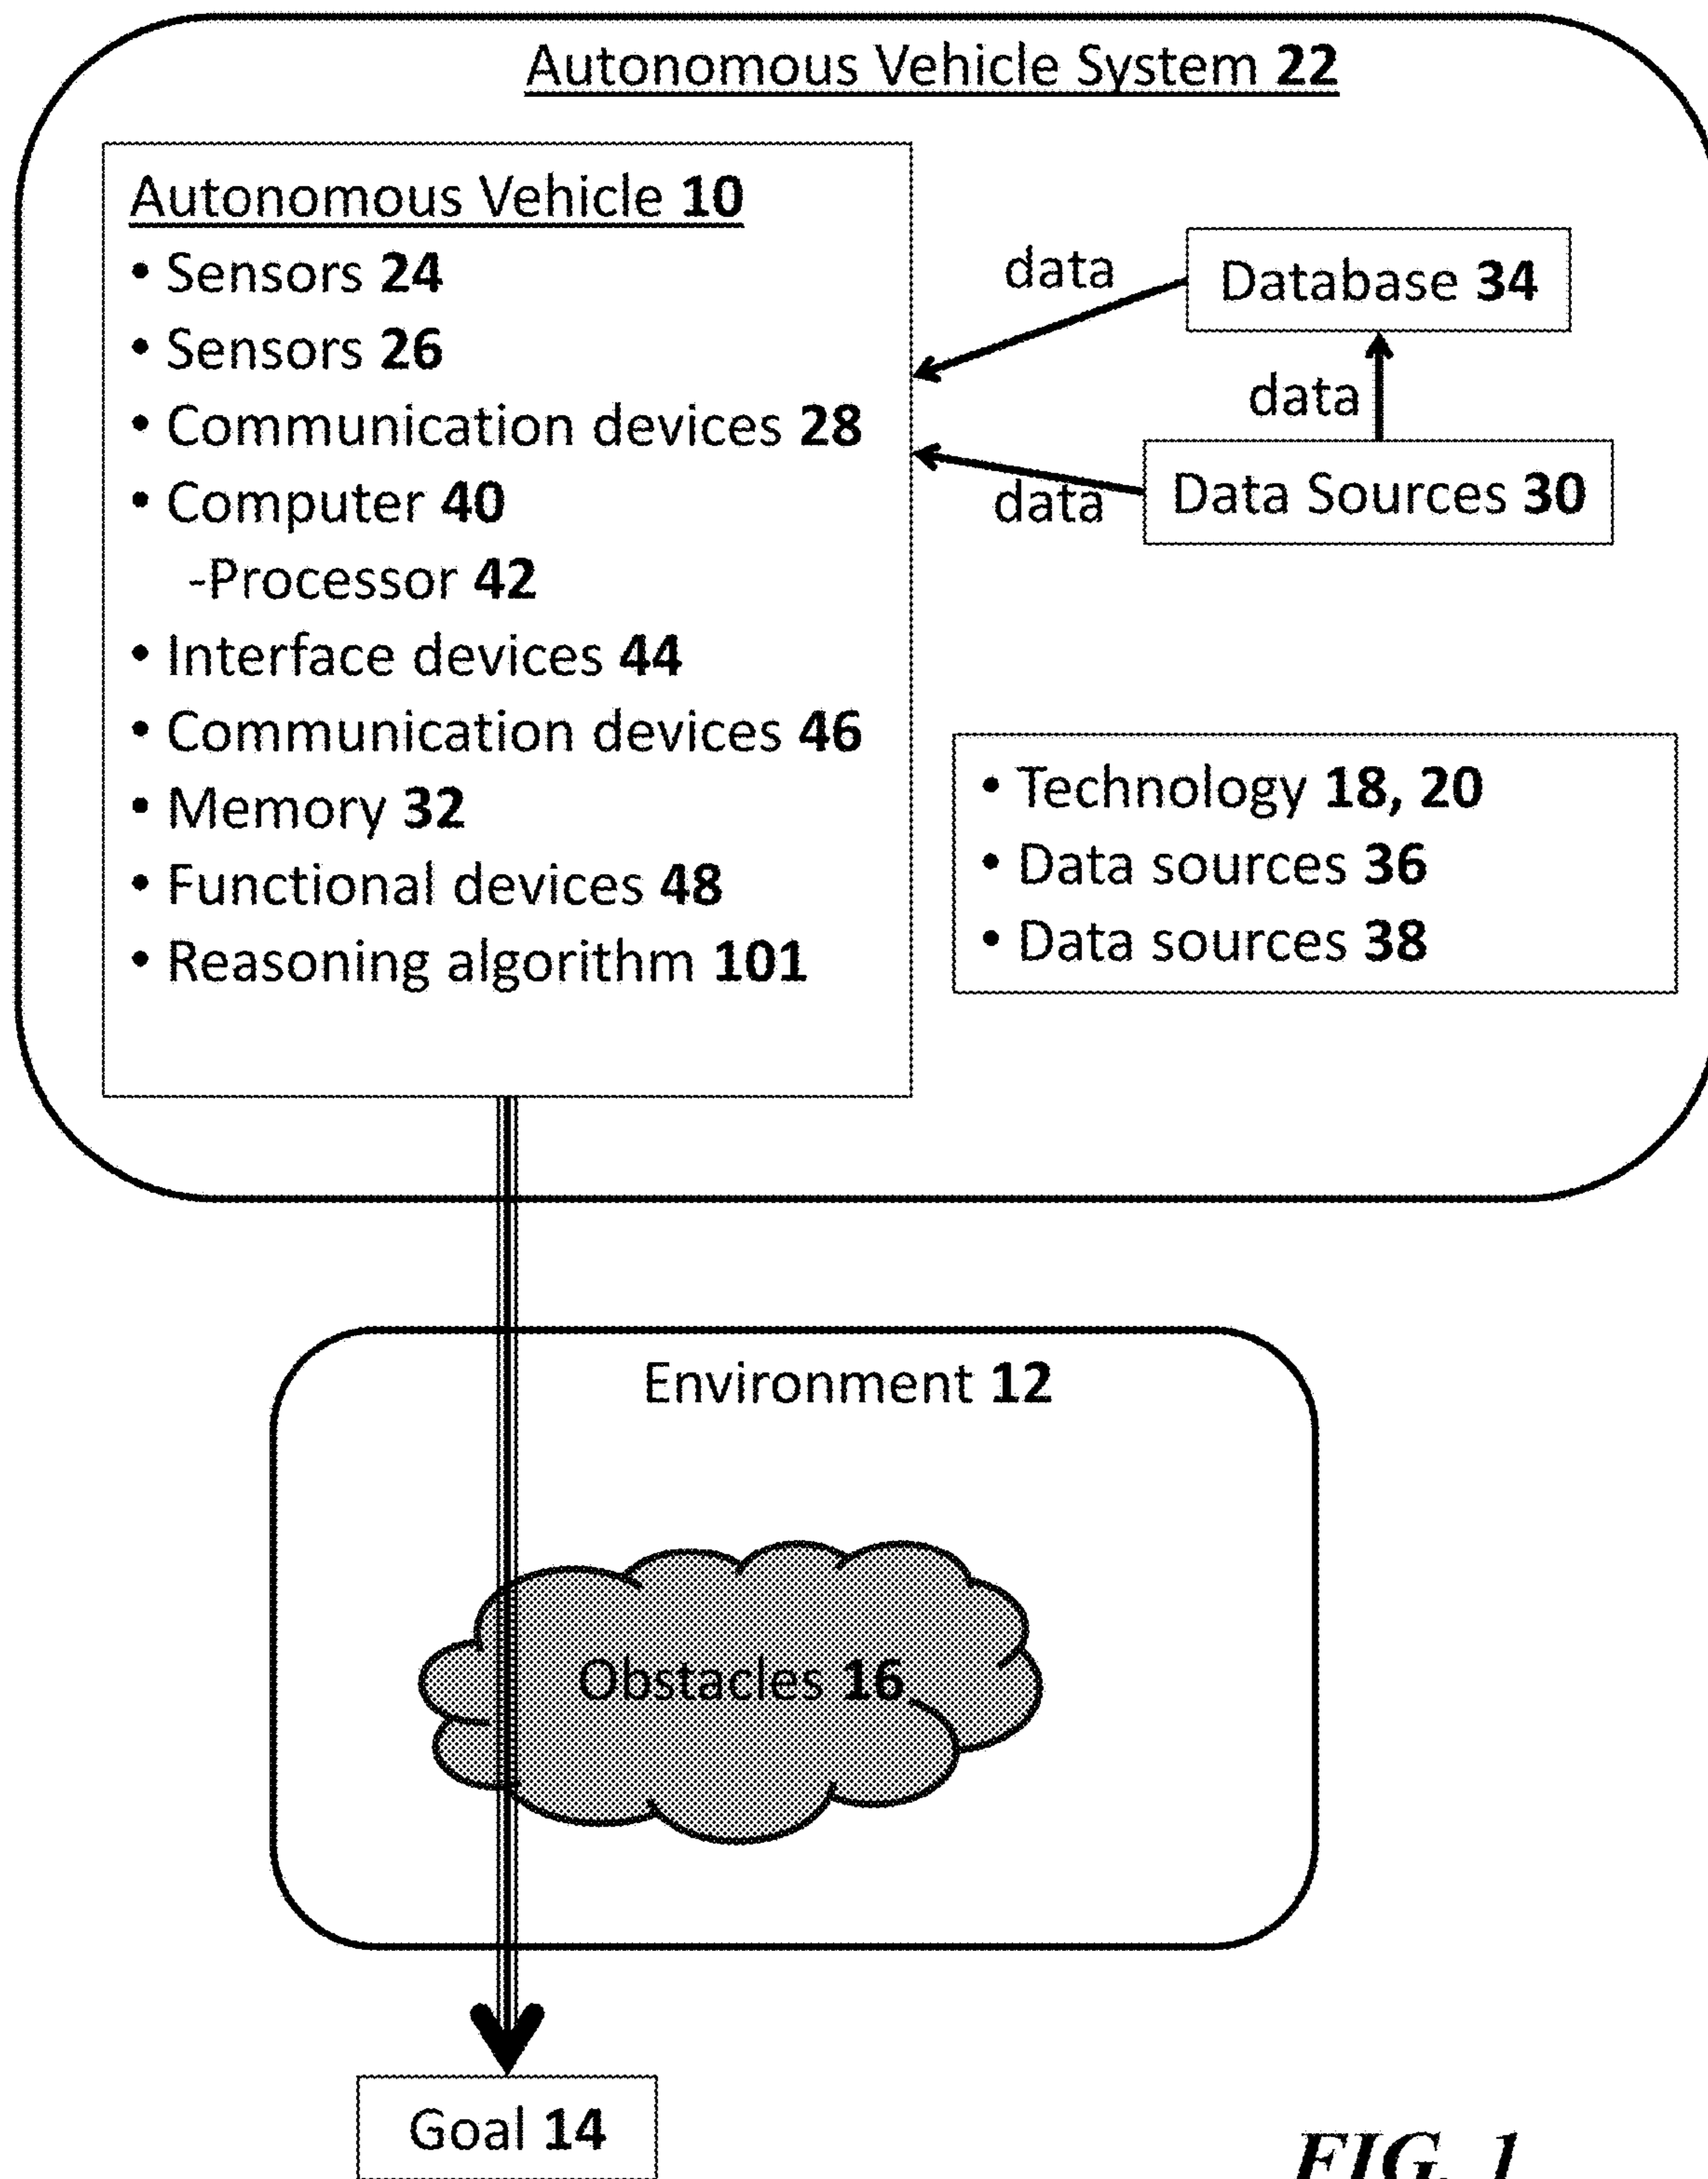 Autonomous Vehicle System 22
Autonomous Vehicle 10
• Sensors 24
• Sensors 26
• Communication devices 28
• Computer 40
-Processor 42
• Interface devices 44
• Communication devices 46
• Memory 32
• Functional devices 48
• Reasoning algorithm 101
data
Database 34
data
data
Data Sources 30
• Technology 18, 20
• Data sources 36
• Data sources 38
Environment 12
Obstacles 16
Goal 14
FIG. 1